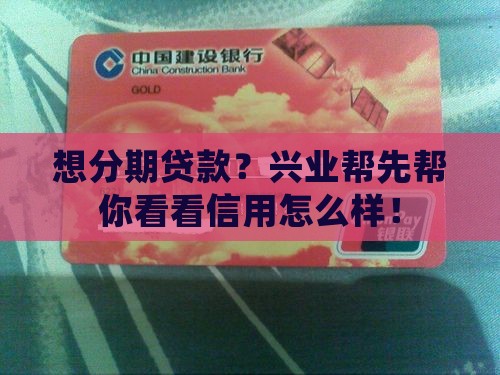 中国建设银行
China Construction Bank
GOLD
想分期贷款？兴业帮先帮
你看看信用怎么样！
银联